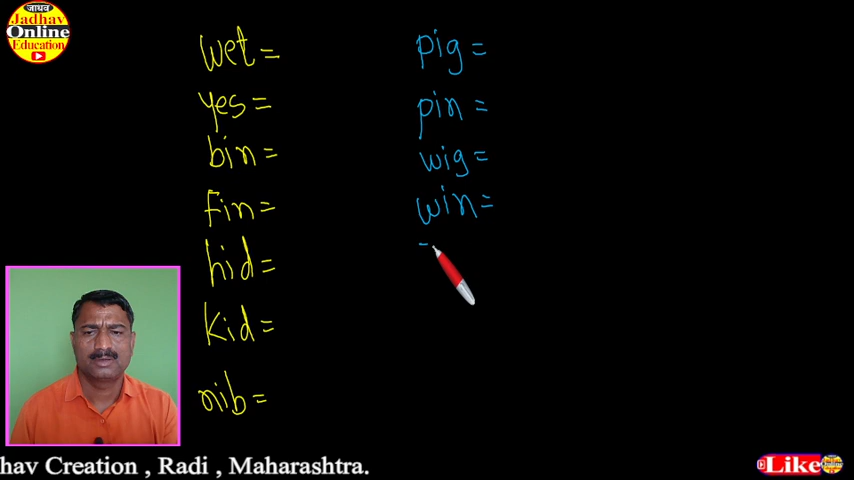 जाधव
Jadhav
Online
Education
wet =
yes =
bin =
Fin =
hid =
Kid =
nib =
pig =
pin =
wig =
win =
hav Creation , Radi , Maharashtra.
Like